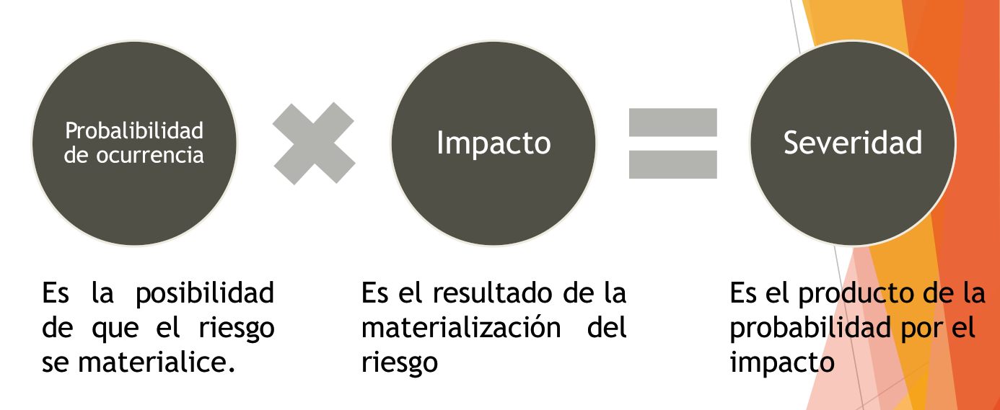 Probalibilidad
de ocurrencia
Impacto
Severidad
Es la posibilidad
de que el riesgo
se materialice.
Es el resultado de la
materialización del
riesgo
Es el producto de la
probabilidad por el
impacto